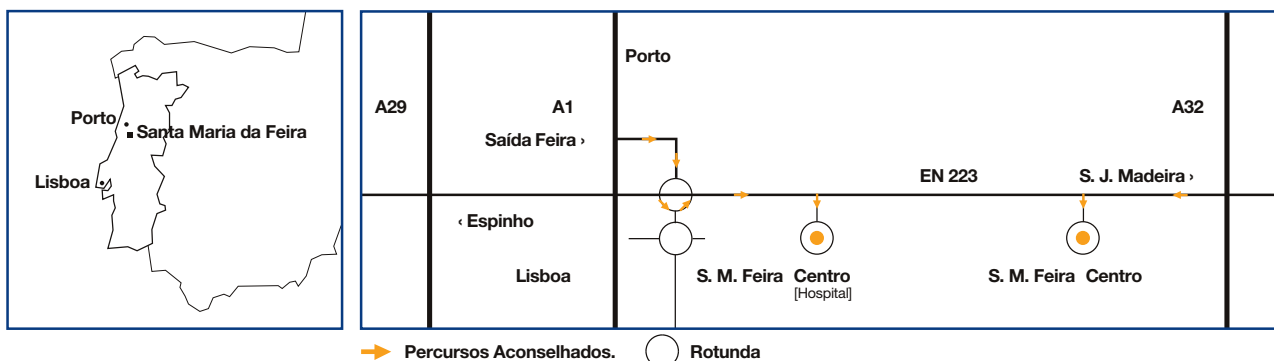 Porto
Santa Maria da Feira
Lisboa
Porto
A29
A1
A32
Saída Feira ›
EN 223
S. J. Madeira ›
‹ Espinho
Lisboa
S. M. Feira Centro
[Hospital]
S. M. Feira Centro
Percursos Aconselhados.
Rotunda